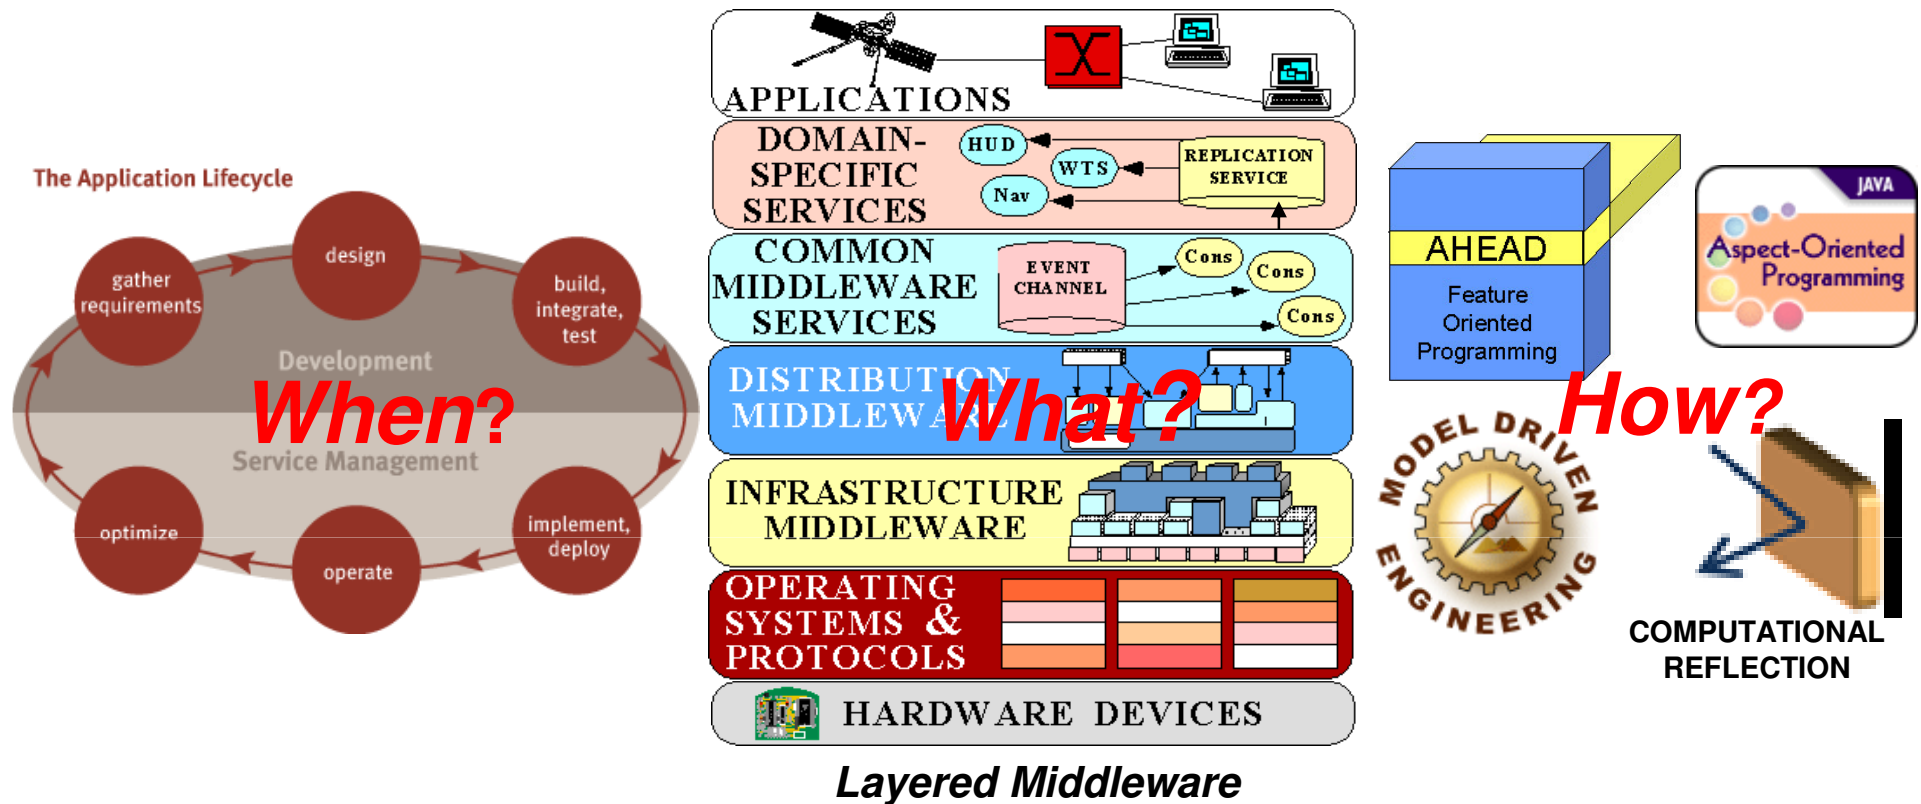 The Application Lifecycle
gather
requirements
design
build,
integrate,
test
Development
When?
Service Management
optimize
operate
implement,
deploy
APPLICATIONS
DOMAIN-
SPECIFIC
SERVICES
HUD
WTS
Nav
REPLICATION
SERVICE
COMMON
MIDDLEWARE
SERVICES
EVENT
CHANNEL
Cons
Cons
Cons
DISTRIBUTION
MIDDLEWARE
What?
INFRASTRUCTURE
MIDDLEWARE
OPERATING
SYSTEMS &
PROTOCOLS
HARDWARE DEVICES
Layered Middleware
AHEAD
Feature
Oriented
Programming
JAVA
Aspect-Oriented
Programming
How?
MODEL DRIVEN
ENGINEERING
COMPUTATIONAL
REFLECTION